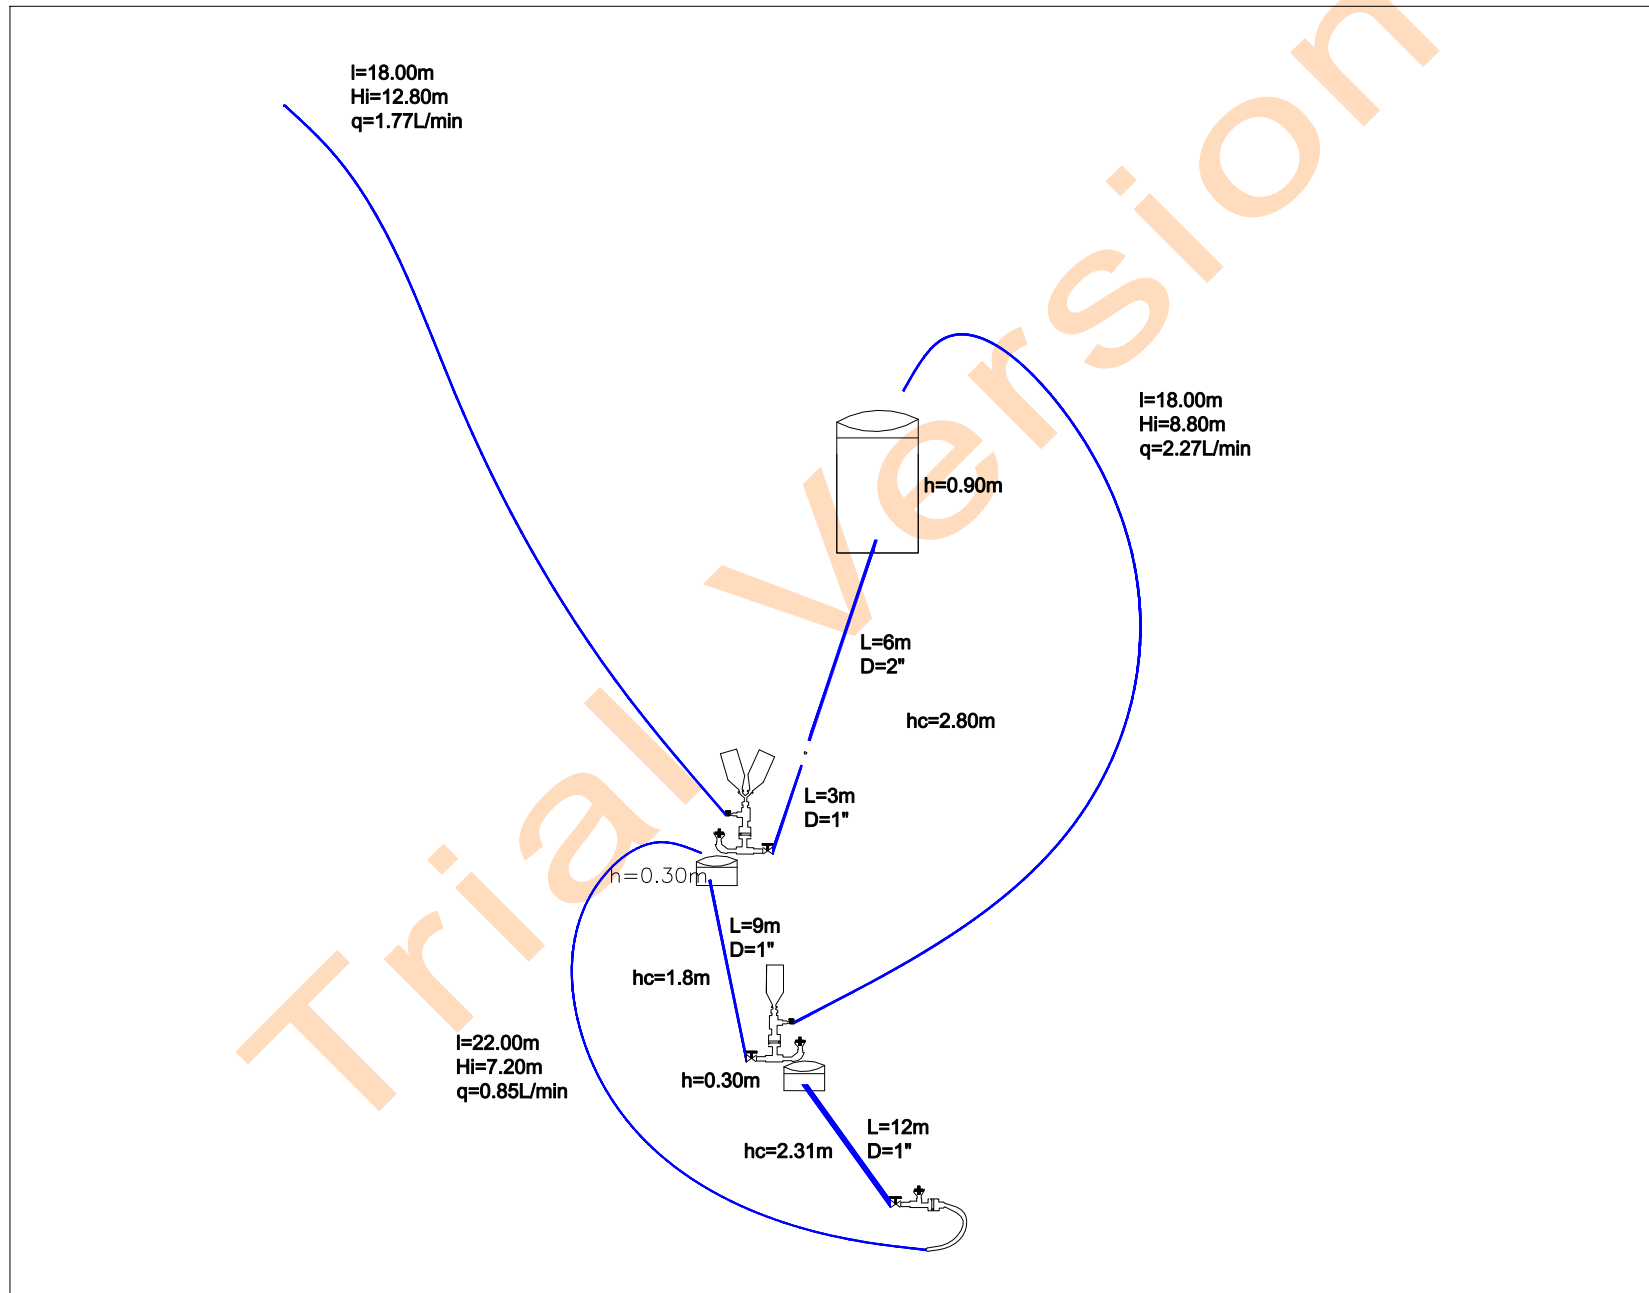 l=18.00m
Hi=12.80m
q=1.77L/min
l=18.00m
Hi=8.80m
q=2.27L/min
h=0.90m
L=6m
D=2"
hc=2.80m
L=3m
D=1"
h=0.30m
L=9m
D=1"
hc=1.8m
l=22.00m
Hi=7.20m
q=0.85L/min
h=0.30m
L=12m
D=1"
hc=2.31m
Trial Version